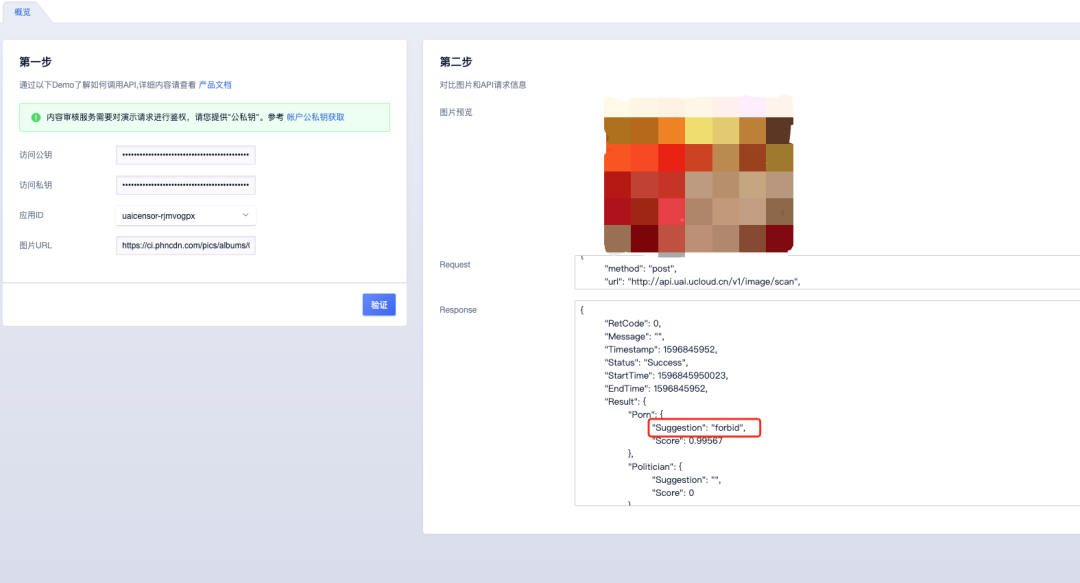 概览
第一步
通过以下Demo了解如何调用API,详细内容请查看 产品文档
内容审核服务需要对演示请求进行鉴权，请您提供“公私钥”。参考 帐户公私钥获取
访问公钥
访问私钥
应用ID
uaicensor-rjmvogpx
图片URL
https://ci.phncdn.com/pics/albums/
验证
第二步
对比图片和API请求信息
图片预览
Request
{
"method": "post",
"url": "http://api.uai.ucloud.cn/v1/image/scan",
Response
{
"RetCode": 0,
"Message": "",
"Timestamp": 1596845952,
"Status": "Success",
"StartTime": 1596845950023,
"EndTime": 1596845952,
"Result": {
"Porn": {
"Suggestion": "forbid",
"Score": 0.99567
},
"Politician": {
"Suggestion": "",
"Score": 0
}